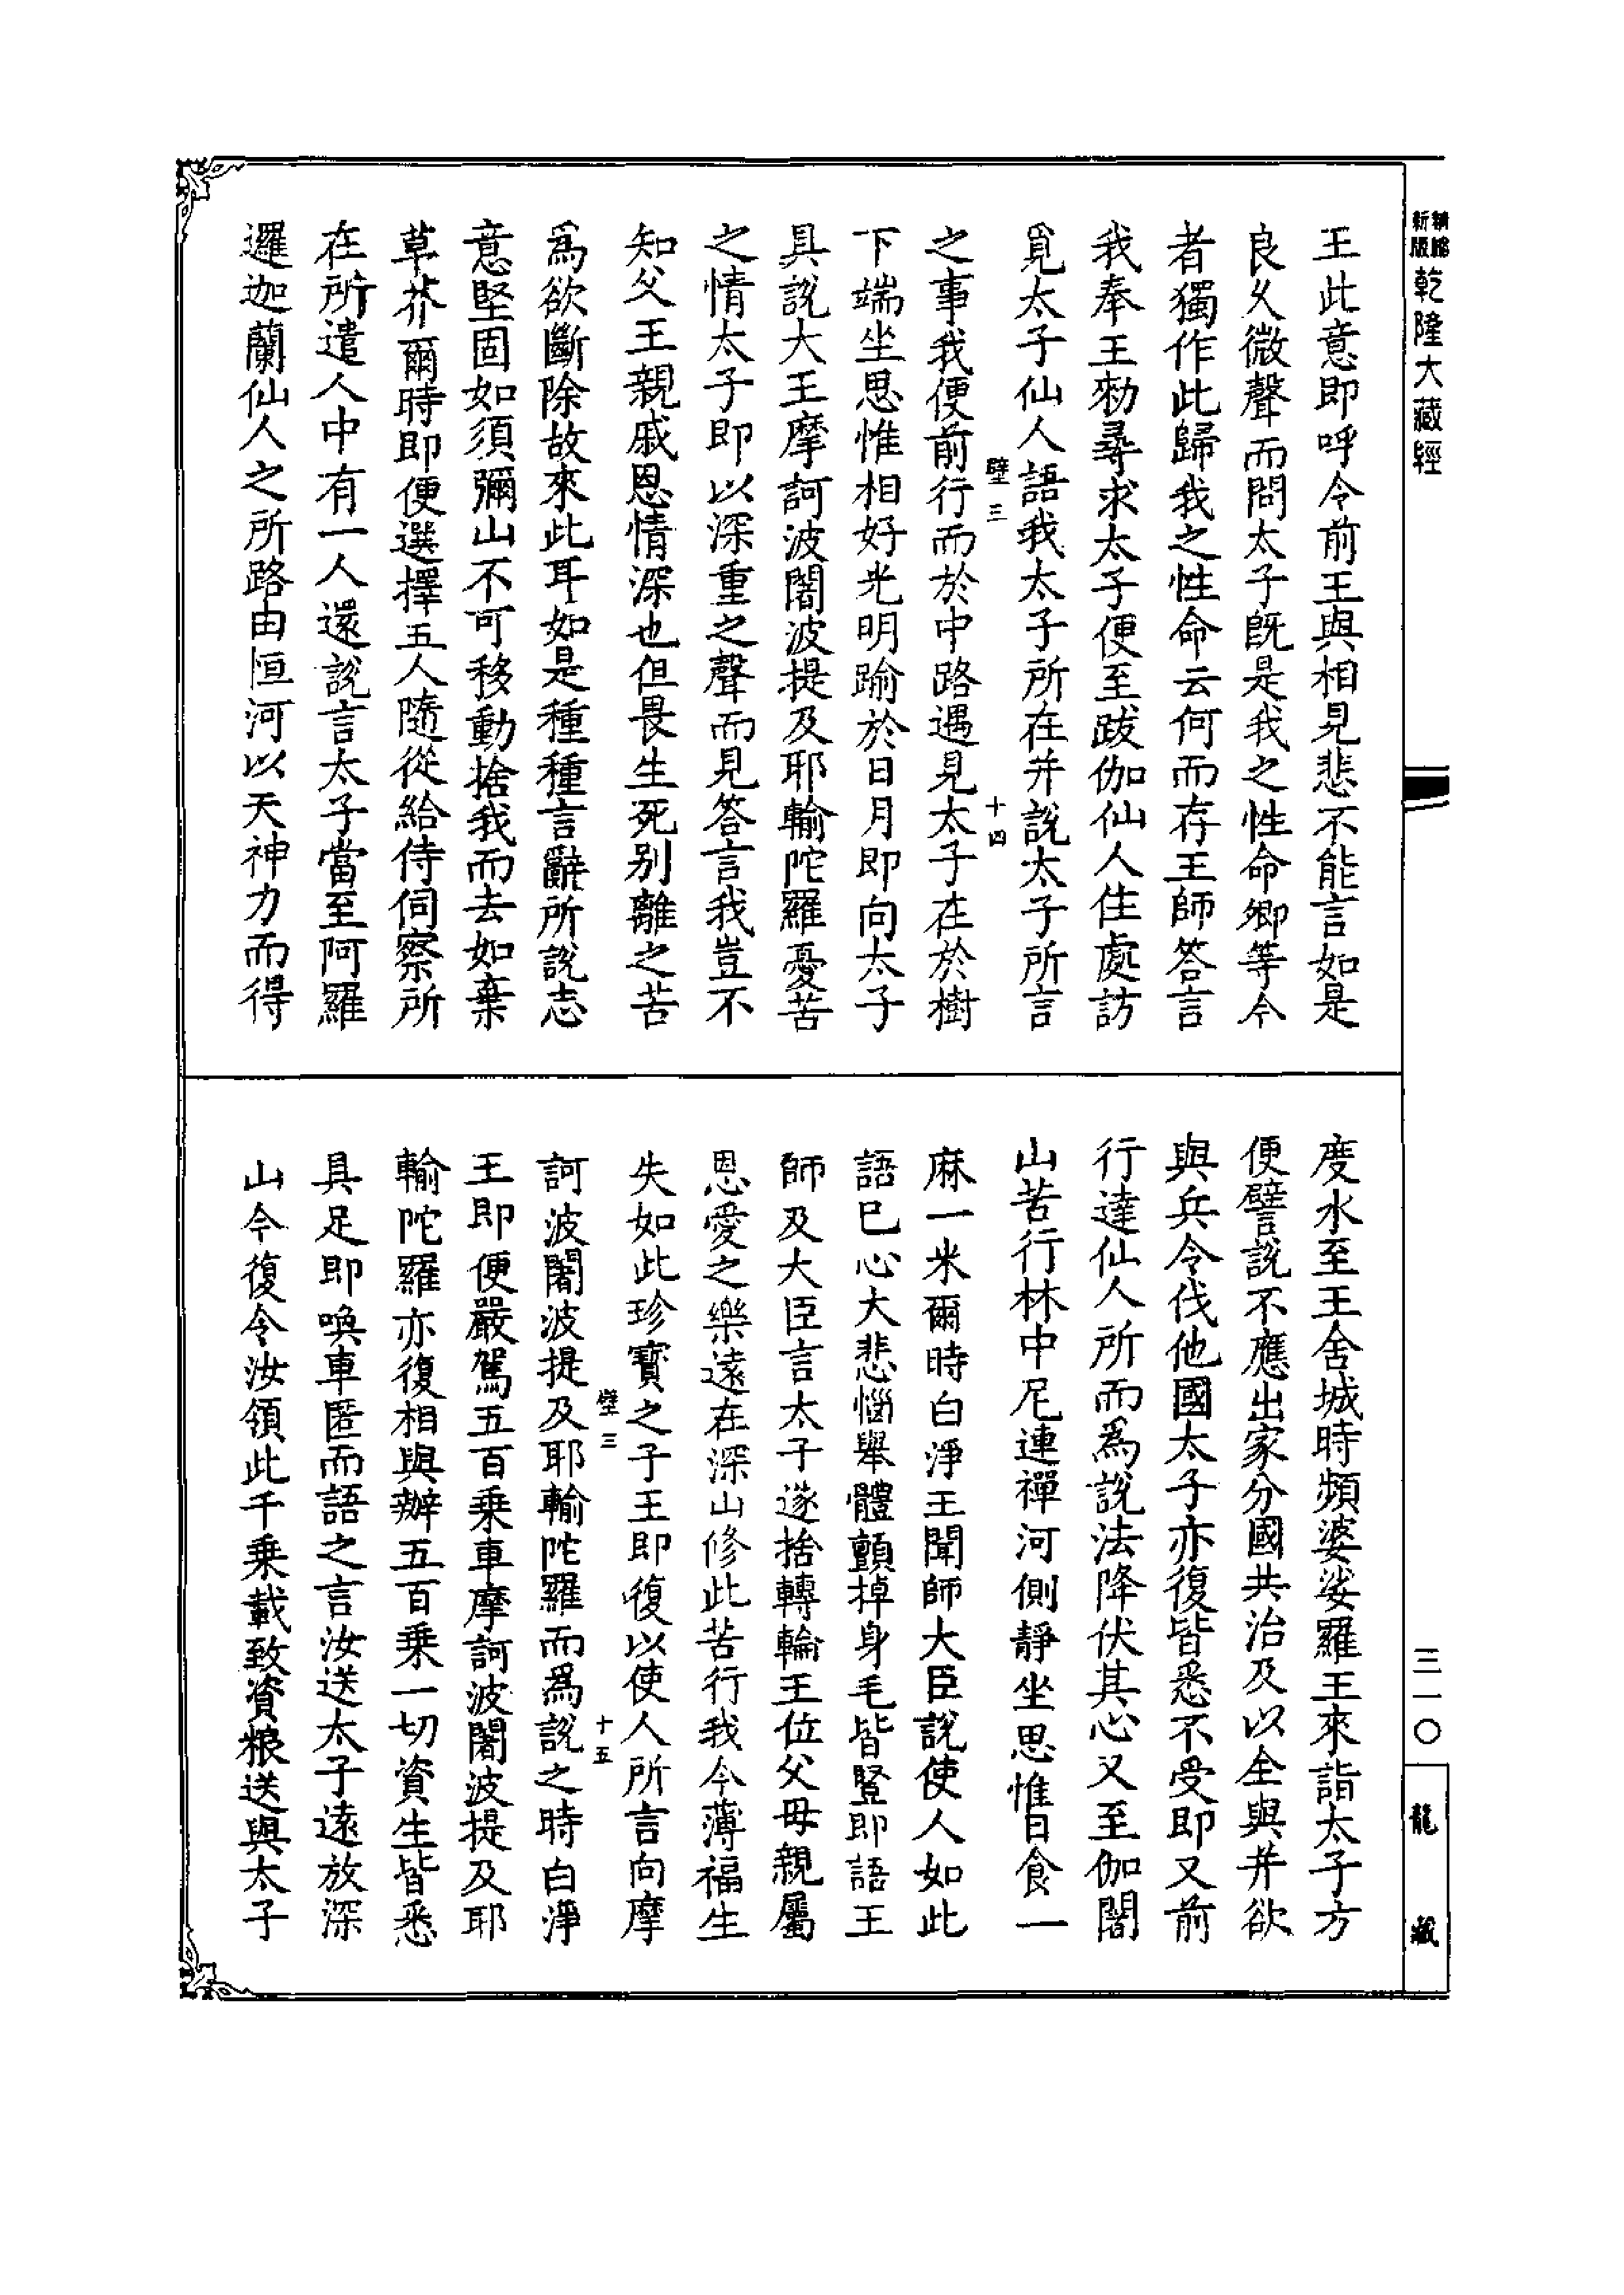 精縮
新版
乾隆大藏經
三一〇
龍藏
王此意即呼令前王與相見悲不能言如是
良久微聲而問太子旣是我之性命卿等今
者獨作此歸我之性命云何而存王師答言
我奉王勑尋求太子便至跋伽仙人住處訪
覓太子仙人語我太子所在并說太子所言
壁三
十四
之事我便前行而於中路遇見太子在於樹
下端坐思惟相好光明踰於日月即向太子
具說大王摩訶波闍波提及耶輸陀羅憂苦
之情太子即以深重之聲而見答言我豈不
知父王親戚恩情深也但畏生死别離之苦
爲欲斷除故來此耳如是種種言辭所說志
意堅固如須彌山不可移動捨我而去如棄
草芥爾時即便選擇五人隨從給侍伺察所
在所遣人中有一人還說言太子當至阿羅
邏迦蘭仙人之所路由恒河以天神力而得
度水至王舍城時頻婆娑羅王來詣太子方
便譬說不應出家分國共治及以全與并欲
與兵令伐他國太子亦復皆悉不受即又前
行達仙人所而爲說法降伏其心又至伽闍
山苦行林中尼連禪河側靜坐思惟日食一
麻一米爾時白淨王聞師大臣說使人如此
語已心大悲惱舉體顫掉身毛皆豎即語王
師及大臣言太子遂捨轉輪王位父母親屬
恩愛之樂遠在深山修此苦行我今薄福生
失如此珍寶之子王即復以使人所言向摩
壁三
十五
訶波闍波提及耶輸陀羅而爲說之時白淨
王即便嚴駕五百乘車摩訶波闍波提及耶
輸陀羅亦復相與辦五百乘一切資生皆悉
具足即喚車匿而語之言汝送太子遠放深
山今復令汝領此千乘載致資粮送與太子